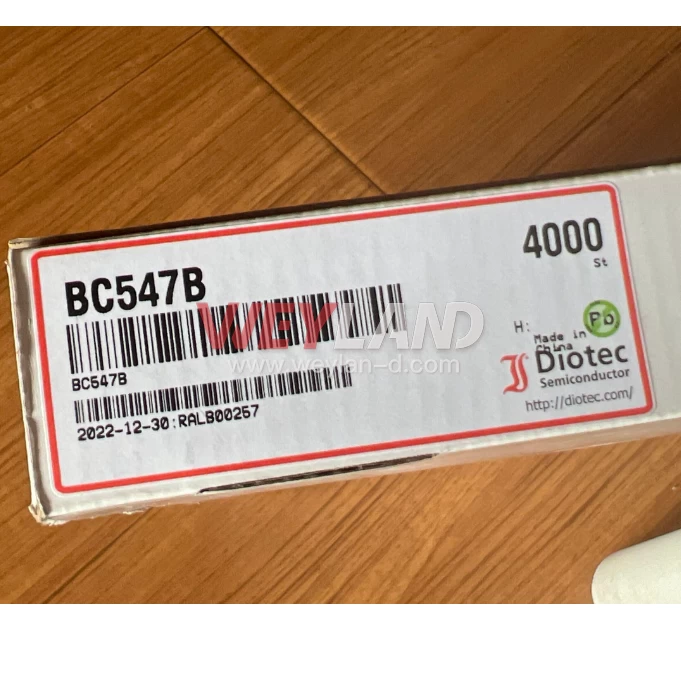 BC547B
4000
St
WEYLAND
www.weylan-d.com
BC547B
2022-12-30:RALB00257
H:
Pb
Made in
China
Diotec
Semiconductor
http://diotec.com/